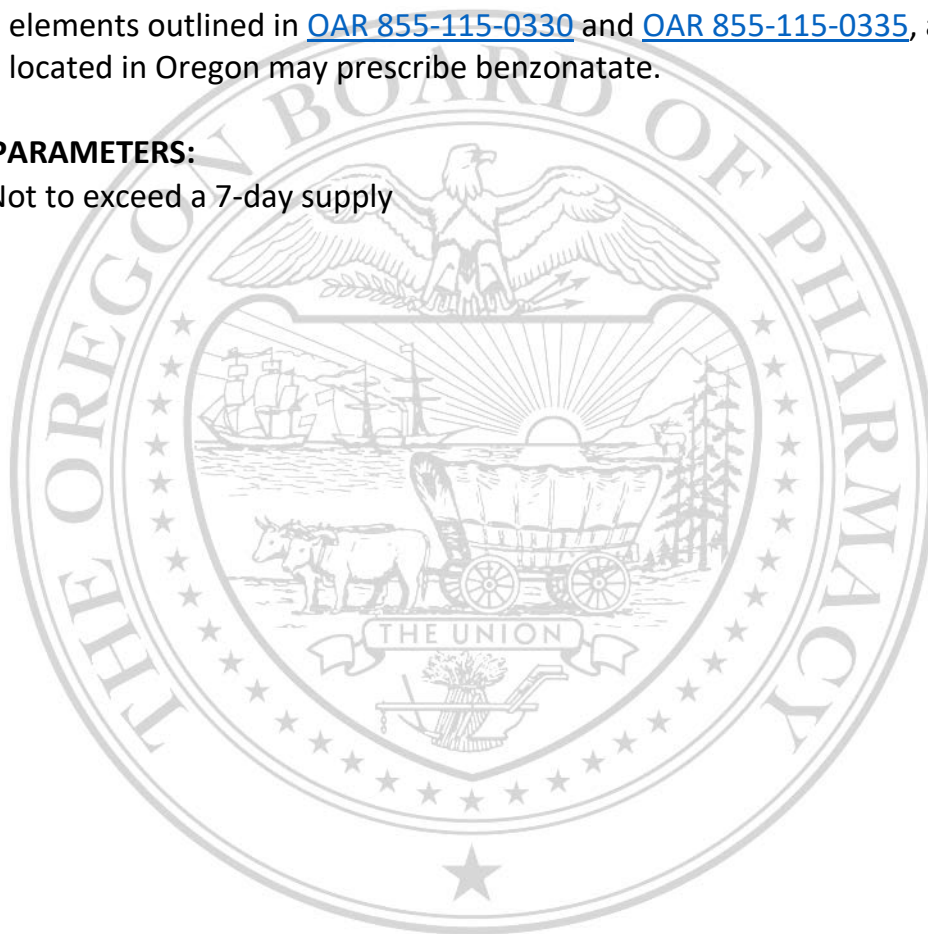 elements outlined in OAR 855-115-0330 and OAR 855-115-0335, a
located in Oregon may prescribe benzonatate.
PARAMETERS:
Not to exceed a 7-day supply
THE OREGON BOARD OF PHARMACY
THE UNION